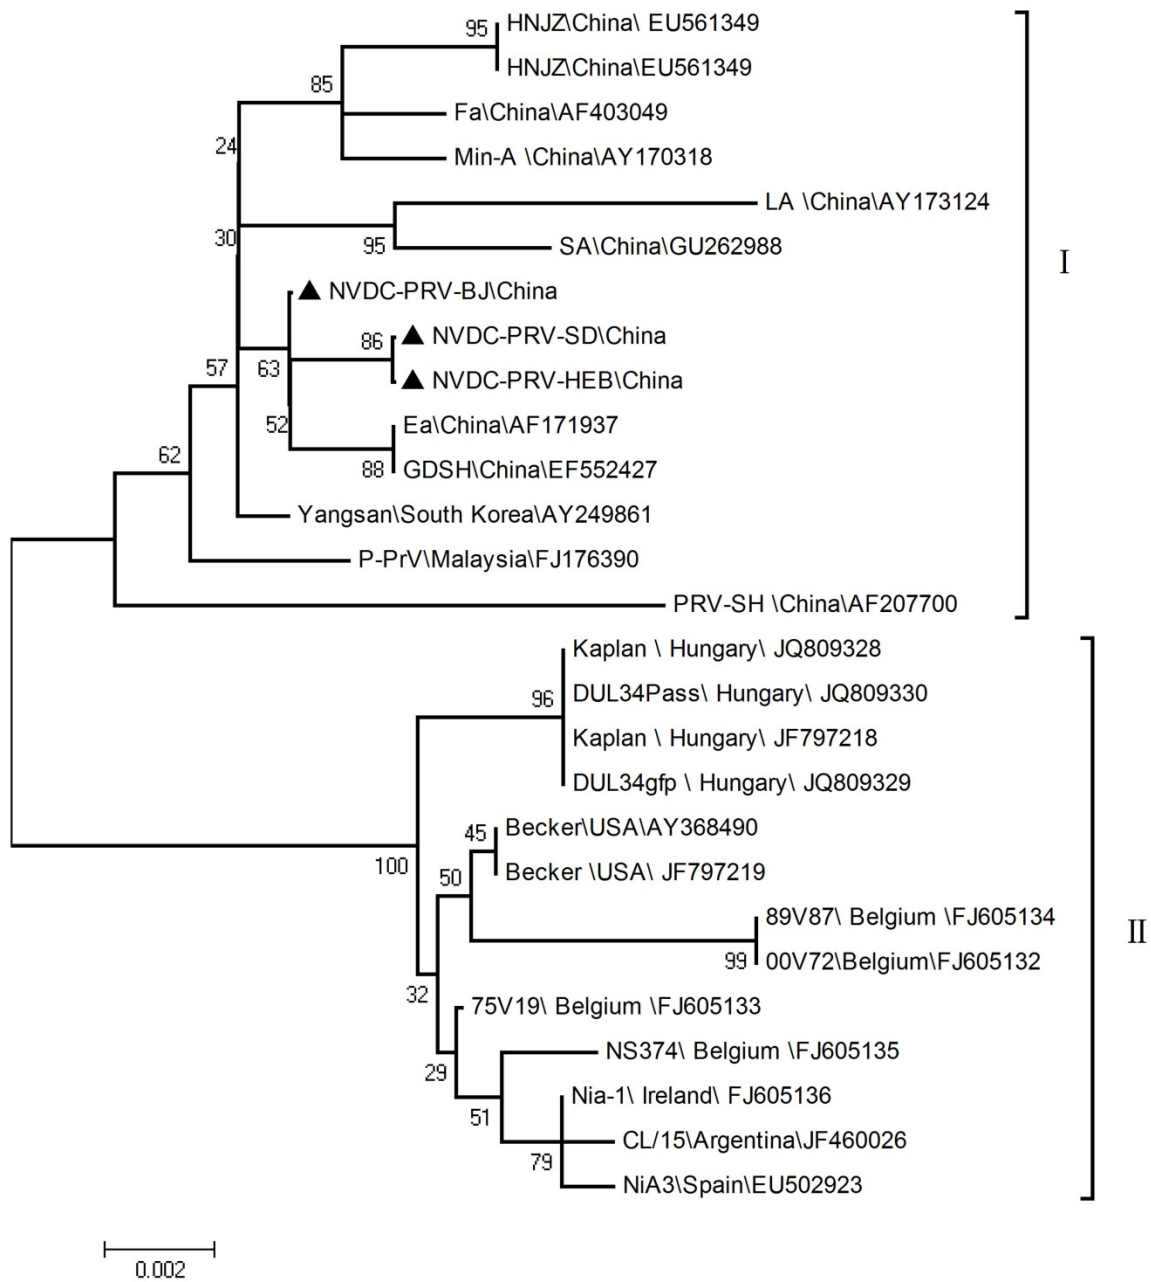 95
HNJZ\China\ EU561349
HNJZ\China\EU561349
85
Fa\China\AF403049
Min-A \China\AY170318
24
LA \China\AY173124
30
95
SA\China\GU262988
I
▲ NVDC-PRV-BJ\China
86
▲ NVDC-PRV-SD\China
57
63
▲ NVDC-PRV-HEB\China
52
Ea\China\AF171937
62
88
GDSH\China\EF552427
Yangsan\South Korea\AY249861
P-PrV\Malaysia\FJ176390
PRV-SH \China\AF207700
Kaplan \ Hungary\ JQ809328
96
DUL34Pass\ Hungary\ JQ809330
Kaplan \ Hungary\ JF797218
DUL34gfp \ Hungary\ JQ809329
45
Becker\USA\AY368490
100
50
Becker \USA\ JF797219
89V87\ Belgium \FJ605134
II
99
00V72\Belgium\FJ605132
32
75V19\ Belgium \FJ605133
29
NS374\ Belgium \FJ605135
51
Nia-1\ Ireland\ FJ605136
CL/15\Argentina\JF460026
79
NiA3\Spain\EU502923
0.002